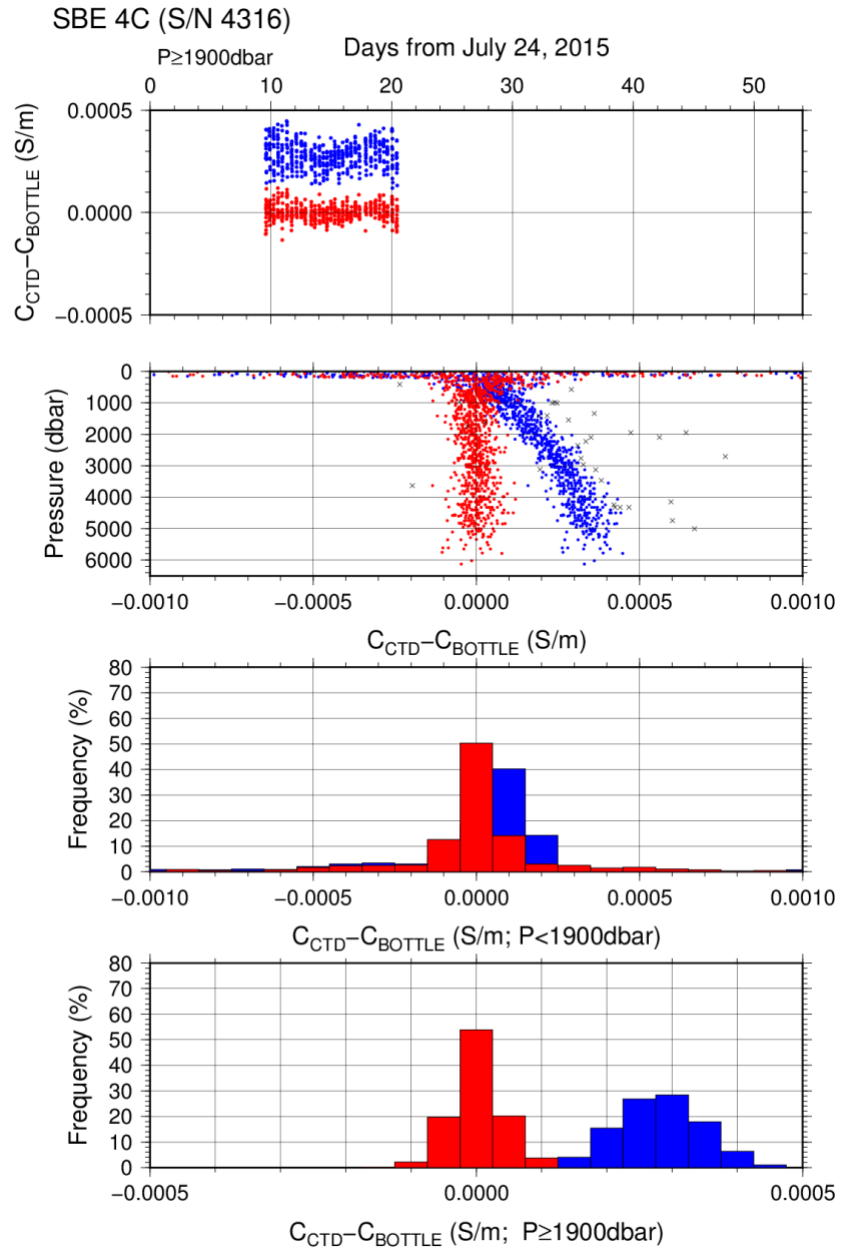 SBE 4C (S/N 4316)
P≥1900dbar
Days from July 24, 2015
0 10 20 30 40 50
C_CTD−C_BOTTLE (S/m)
0.0005
0.0000
−0.0005
Pressure (dbar)
0
1000
2000
3000
4000
5000
6000
−0.0010 −0.0005 0.0000 0.0005 0.0010
C_CTD−C_BOTTLE (S/m)
Frequency (%)
80
70
60
50
40
30
20
10
0
−0.0010 −0.0005 0.0000 0.0005 0.0010
C_CTD−C_BOTTLE (S/m; P<1900dbar)
Frequency (%)
80
70
60
50
40
30
20
10
0
−0.0005 0.0000 0.0005
C_CTD−C_BOTTLE (S/m; P≥1900dbar)